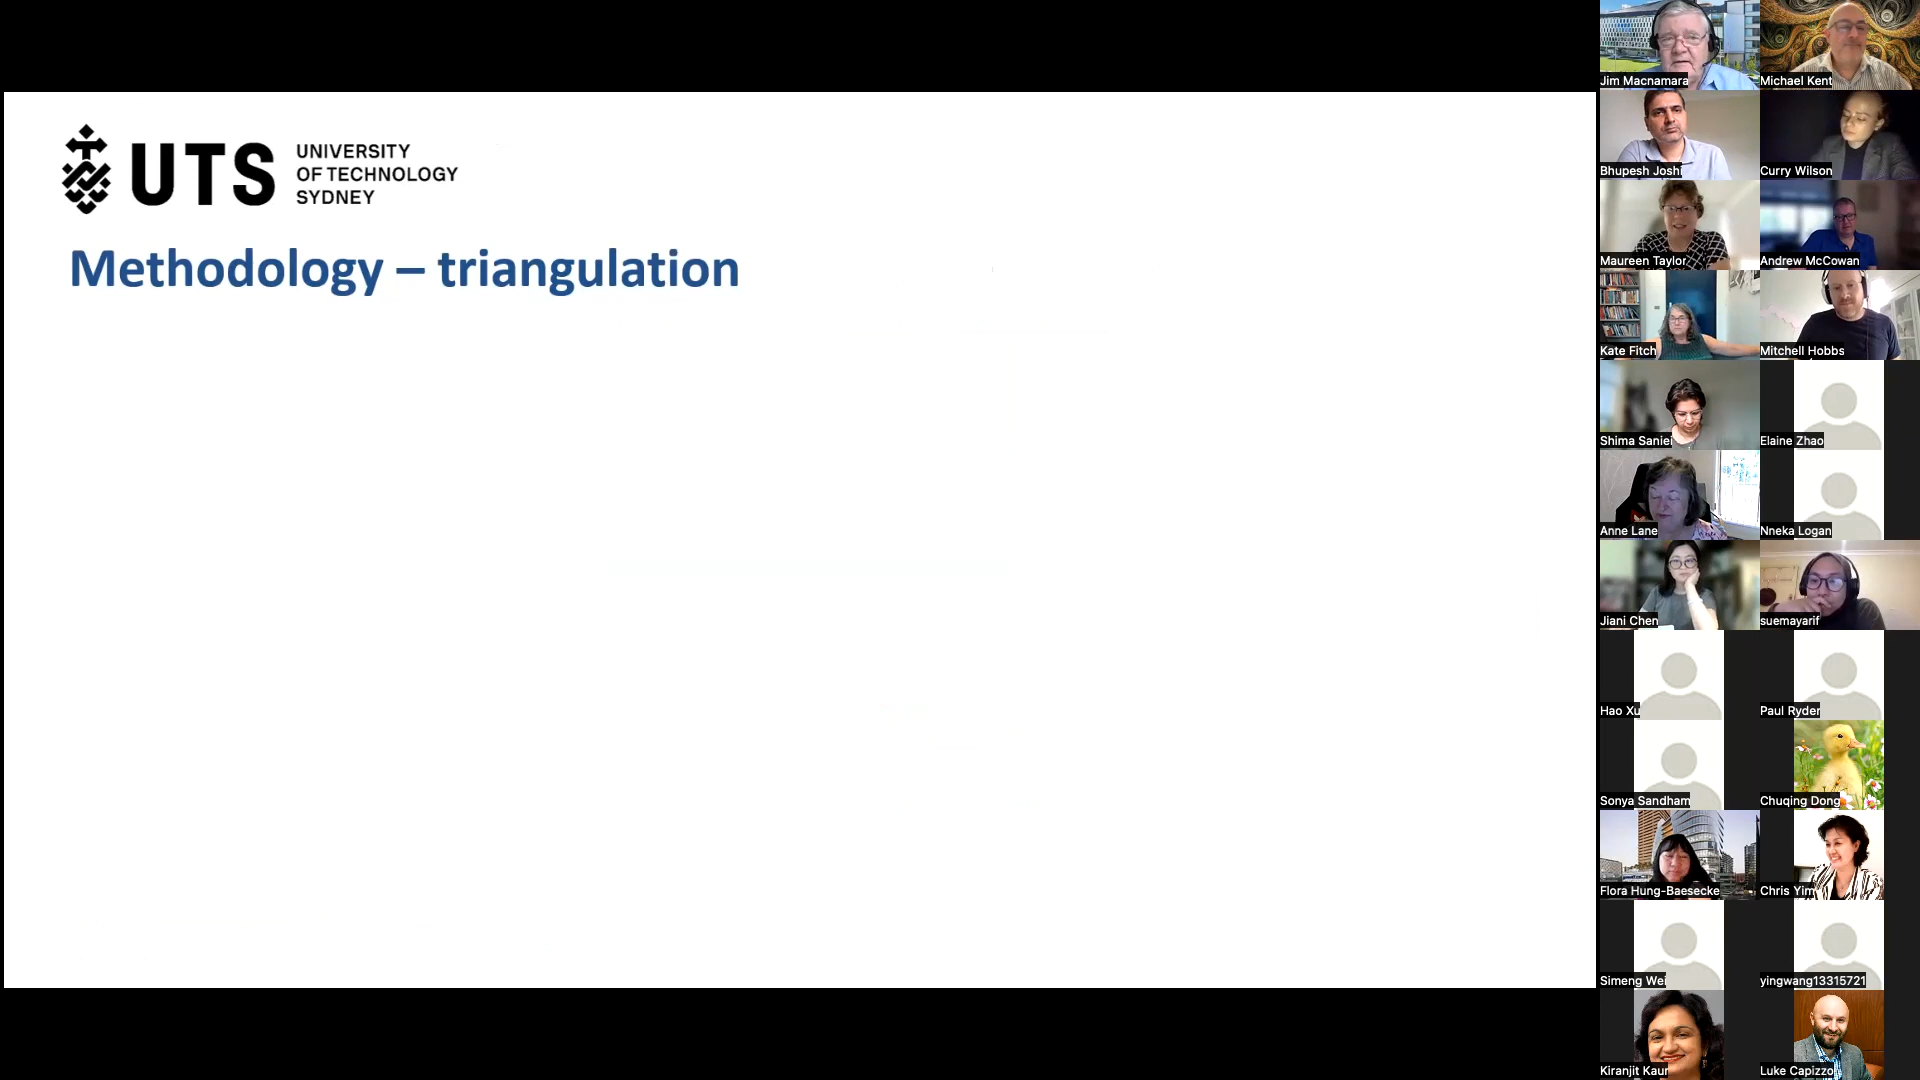 UTS
UNIVERSITY
OF TECHNOLOGY
SYDNEY
Methodology – triangulation
Jim Macnamara
Michael Kent
Bhupesh Joshi
Curry Wilson
Maureen Taylor
Andrew McCowan
Kate Fitch
Mitchell Hobbs
Shima Saniei
Elaine Zhao
Anne Lane
Nneka Logan
Jiani Chen
suemayarif
Hao Xu
Paul Ryder
Sonya Sandham
Chuqing Dong
Flora Hung-Baesecke
Chris Yim
Simeng Wei
yingwang13315721
Kiranjit Kaur
Luke Capizzo